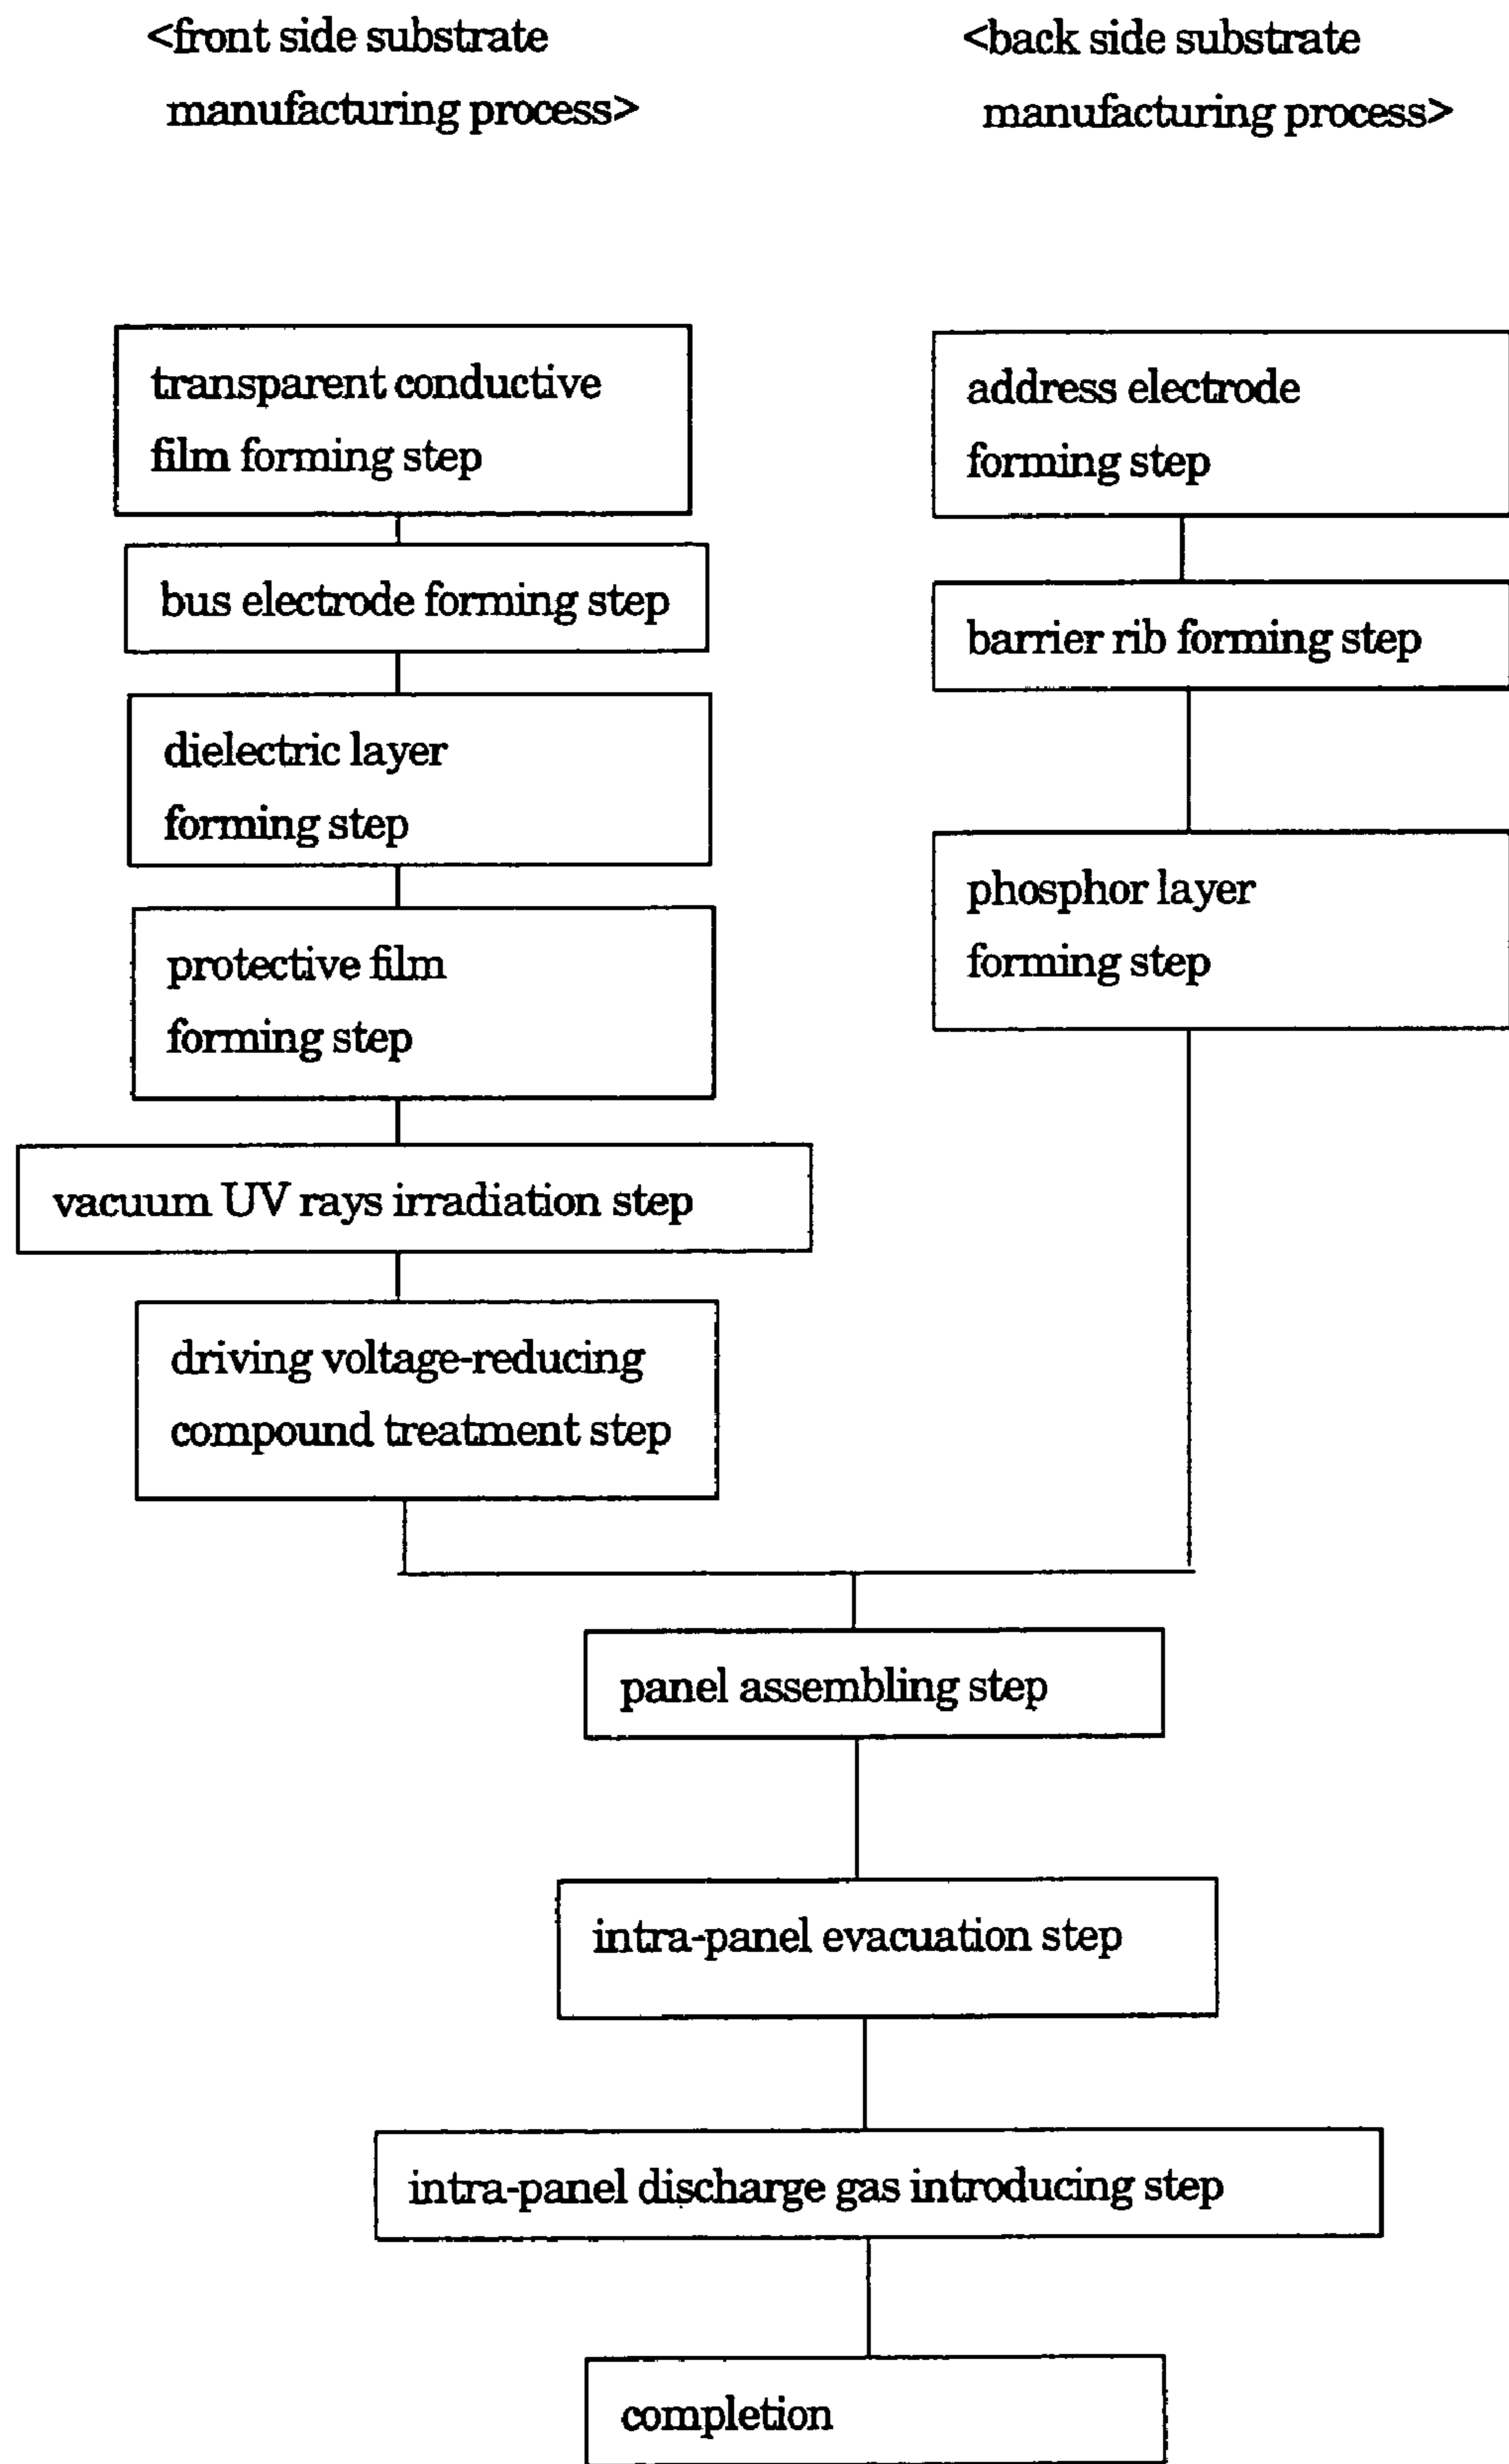 <front side substrate
manufacturing process>
<back side substrate
manufacturing process>
transparent conductive
film forming step
bus electrode forming step
dielectric layer
forming step
protective film
forming step
vacuum UV rays irradiation step
driving voltage-reducing
compound treatment step
address electrode
forming step
barrier rib forming step
phosphor layer
forming step
panel assembling step
intra-panel evacuation step
intra-panel discharge gas introducing step
completion